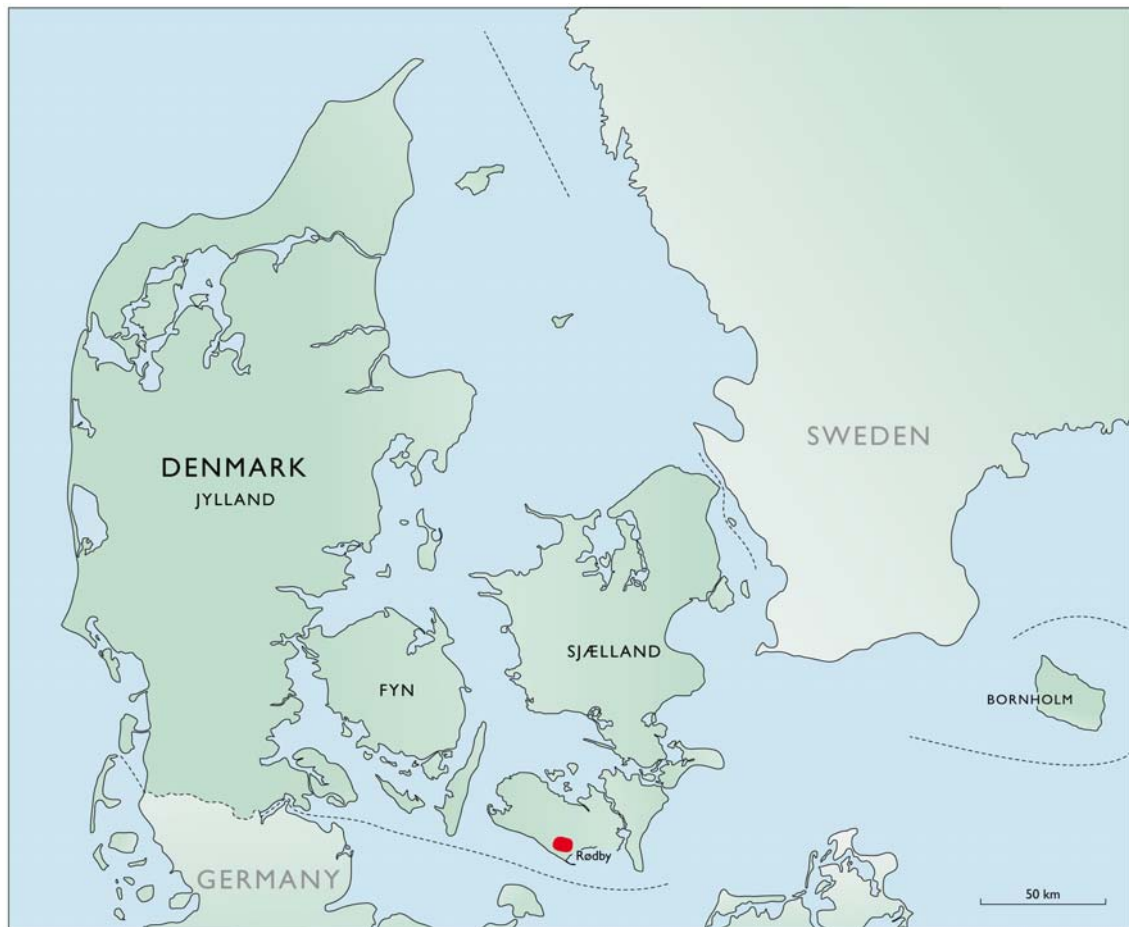 SWEDEN
DENMARK
JYLLAND
SJÆLLAND
FYN
BORNHOLM
Rødby
GERMANY
50 km